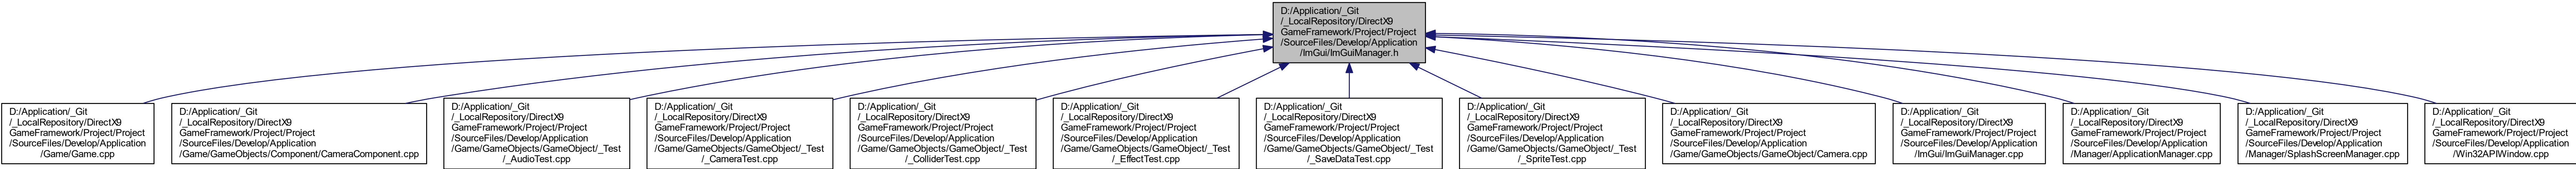 D:/Application/_Git
/_LocalRepository/DirectX9
GameFramework/Project/Project
/SourceFiles/Develop/Application
/ImGui/ImGuiManager.h
D:/Application/_Git
/_LocalRepository/DirectX9
GameFramework/Project/Project
/SourceFiles/Develop/Application
/Game/Game.cpp
D:/Application/_Git
/_LocalRepository/DirectX9
GameFramework/Project/Project
/SourceFiles/Develop/Application
/Game/GameObjects/Component/CameraComponent.cpp
D:/Application/_Git
/_LocalRepository/DirectX9
GameFramework/Project/Project
/SourceFiles/Develop/Application
/Game/GameObjects/GameObject/_Test
/_AudioTest.cpp
D:/Application/_Git
/_LocalRepository/DirectX9
GameFramework/Project/Project
/SourceFiles/Develop/Application
/Game/GameObjects/GameObject/_Test
/_CameraTest.cpp
D:/Application/_Git
/_LocalRepository/DirectX9
GameFramework/Project/Project
/SourceFiles/Develop/Application
/Game/GameObjects/GameObject/_Test
/_ColliderTest.cpp
D:/Application/_Git
/_LocalRepository/DirectX9
GameFramework/Project/Project
/SourceFiles/Develop/Application
/Game/GameObjects/GameObject/_Test
/_EffectTest.cpp
D:/Application/_Git
/_LocalRepository/DirectX9
GameFramework/Project/Project
/SourceFiles/Develop/Application
/Game/GameObjects/GameObject/_Test
/_SaveDataTest.cpp
D:/Application/_Git
/_LocalRepository/DirectX9
GameFramework/Project/Project
/SourceFiles/Develop/Application
/Game/GameObjects/GameObject/_Test
/_SpriteTest.cpp
D:/Application/_Git
/_LocalRepository/DirectX9
GameFramework/Project/Project
/SourceFiles/Develop/Application
/Game/GameObjects/GameObject/Camera.cpp
D:/Application/_Git
/_LocalRepository/DirectX9
GameFramework/Project/Project
/SourceFiles/Develop/Application
/ImGui/ImGuiManager.cpp
D:/Application/_Git
/_LocalRepository/DirectX9
GameFramework/Project/Project
/SourceFiles/Develop/Application
/Manager/ApplicationManager.cpp
D:/Application/_Git
/_LocalRepository/DirectX9
GameFramework/Project/Project
/SourceFiles/Develop/Application
/Manager/SplashScreenManager.cpp
D:/Application/_Git
/_LocalRepository/DirectX9
GameFramework/Project/Project
/SourceFiles/Develop/Application
/Win32APIWindow.cpp